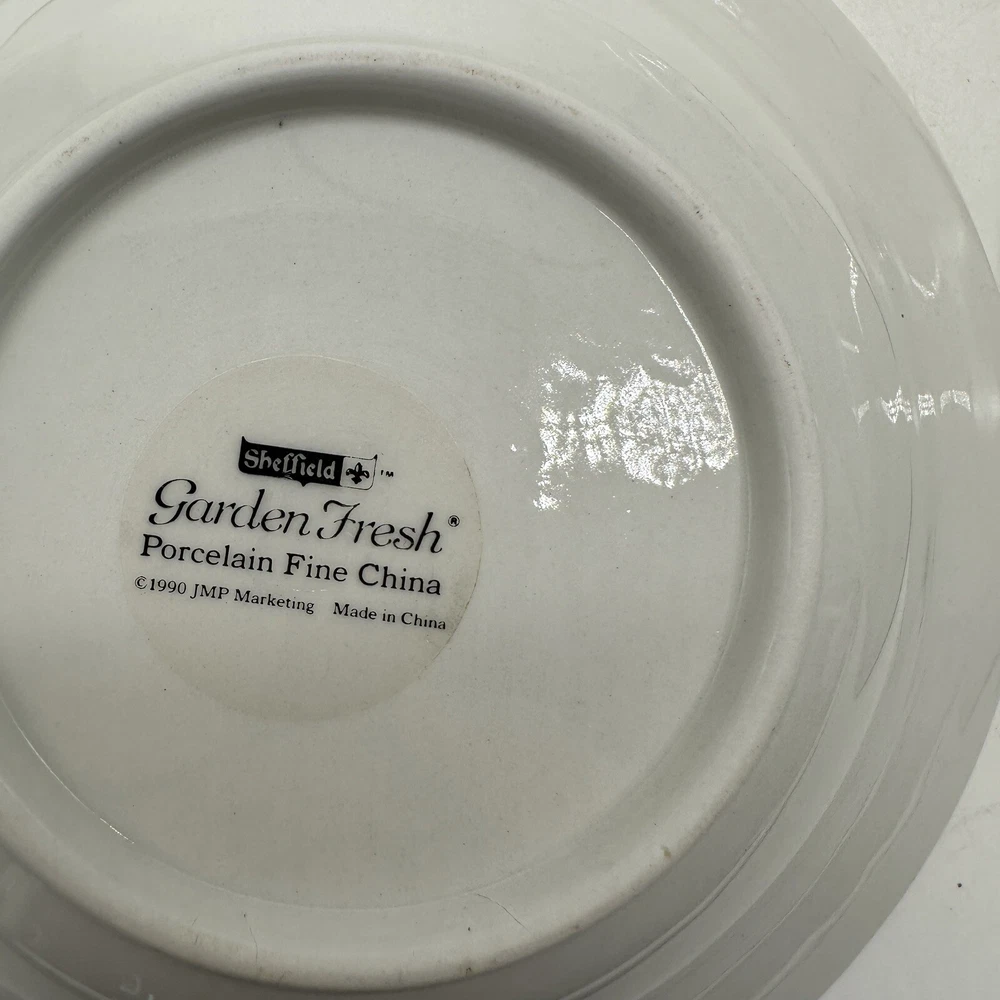 Sheffield ™
Garden Fresh®
Porcelain Fine China
©1990 JMP Marketing Made in China